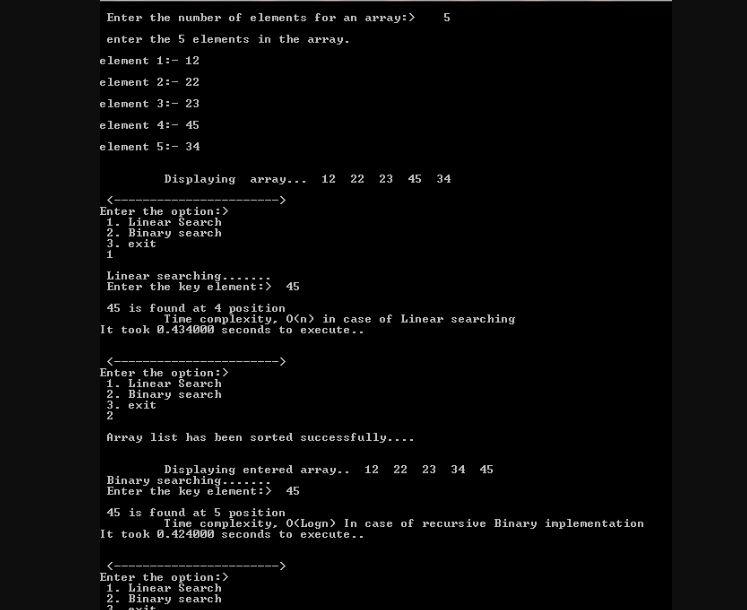 Enter the number of elements for an array:> 5
enter the 5 elements in the array.
element 1:- 12
element 2:- 22
element 3:- 23
element 4:- 45
element 5:- 34
Displaying array... 12 22 23 45 34
<----------------------->
Enter the option:>
1. Linear Search
2. Binary search
3. exit
1
Linear searching.......
Enter the key element:> 45
45 is found at 4 position
Time complexity, O(n) in case of Linear searching
It took 0.434000 seconds to execute..
<----------------------->
Enter the option:>
1. Linear Search
2. Binary search
3. exit
2
Array list has been sorted successfully....
Displaying entered array.. 12 22 23 34 45
Binary searching.......
Enter the key element:> 45
45 is found at 5 position
Time complexity, O(Logn) In case of recursive Binary implementation
It took 0.424000 seconds to execute..
<----------------------->
Enter the option:>
1. Linear Search
2. Binary search
3. exit